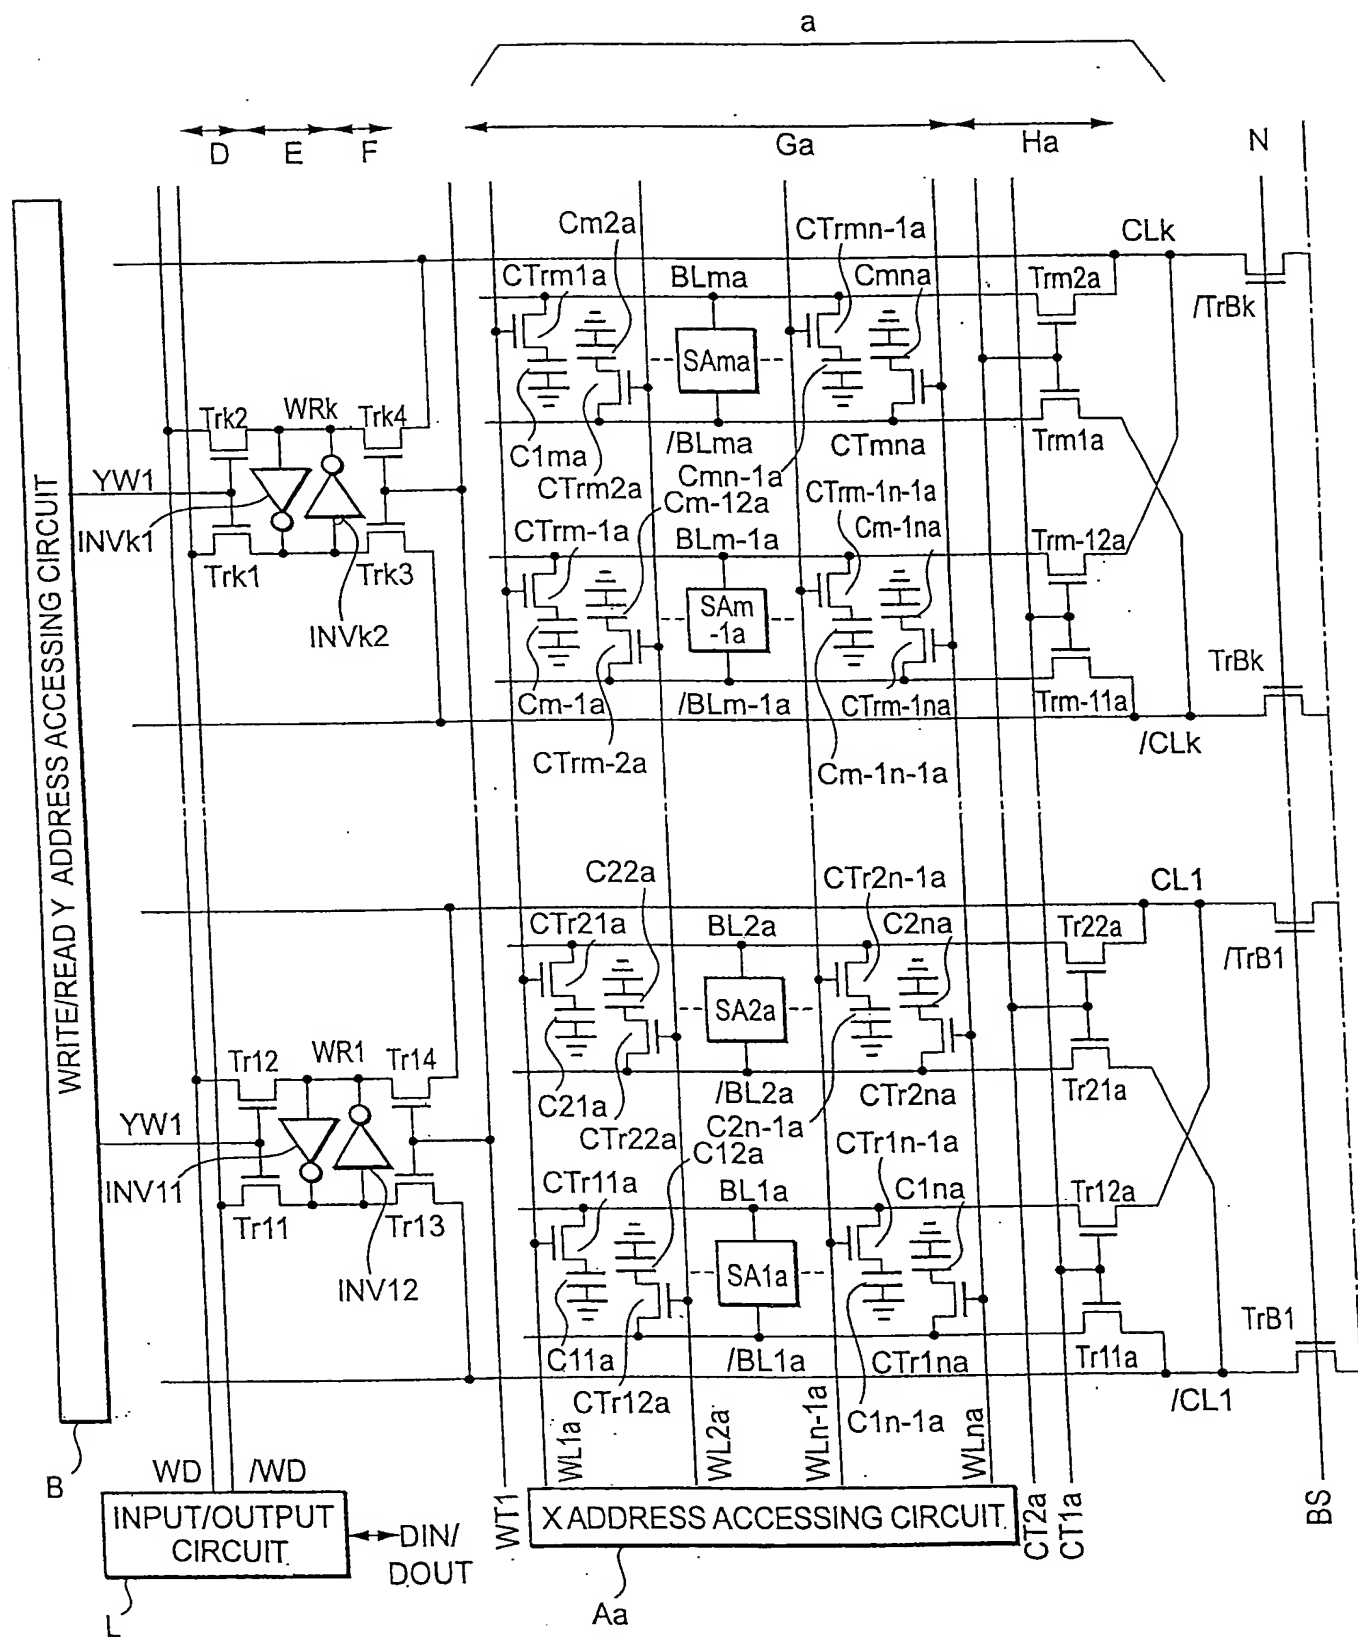 a
D
E
F
Ga
Ha
N
Cm2a
CTrmn-1a
CLk
CTrm1a
BLma
Cmna
Trm2a
/TrBk
SAma
Trk2
WRk
Trk4
C1ma
/BLma
CTmna
Trm1a
CTrm2a
Cmn-1a
YW1
Cm-12a
CTrm-1n-1a
INVk1
CTrm-1a
BLm-1a
Cm-1na
Trm-12a
Trk1
Trk3
SAm
-1a
INVk2
TrBk
Cm-1a
/BLm-1a
CTrm-1na
Trm-11a
CTrm-2a
Cm-1n-1a
/CLk
WRITE/READ Y ADDRESS ACCESSING CIRCUIT
C22a
CTr2n-1a
CL1
CTr21a
BL2a
C2na
Tr22a
/TrB1
SA2a
Tr12
WR1
Tr14
C21a
/BL2a
CTr2na
Tr21a
CTr22a
C2n-1a
YW1
C12a
CTr1n-1a
INV11
CTr11a
BL1a
C1na
Tr12a
Tr11
Tr13
SA1a
INV12
TrB1
C11a
/BL1a
CTr1na
Tr11a
CTr12a
C1n-1a
/CL1
B
WD
/WD
WT1
WL1a
WL2a
WLn-1a
WLna
CT2a
CT1a
BS
INPUT/OUTPUT
CIRCUIT
DIN/
DOUT
X ADDRESS ACCESSING CIRCUIT
L
Aa